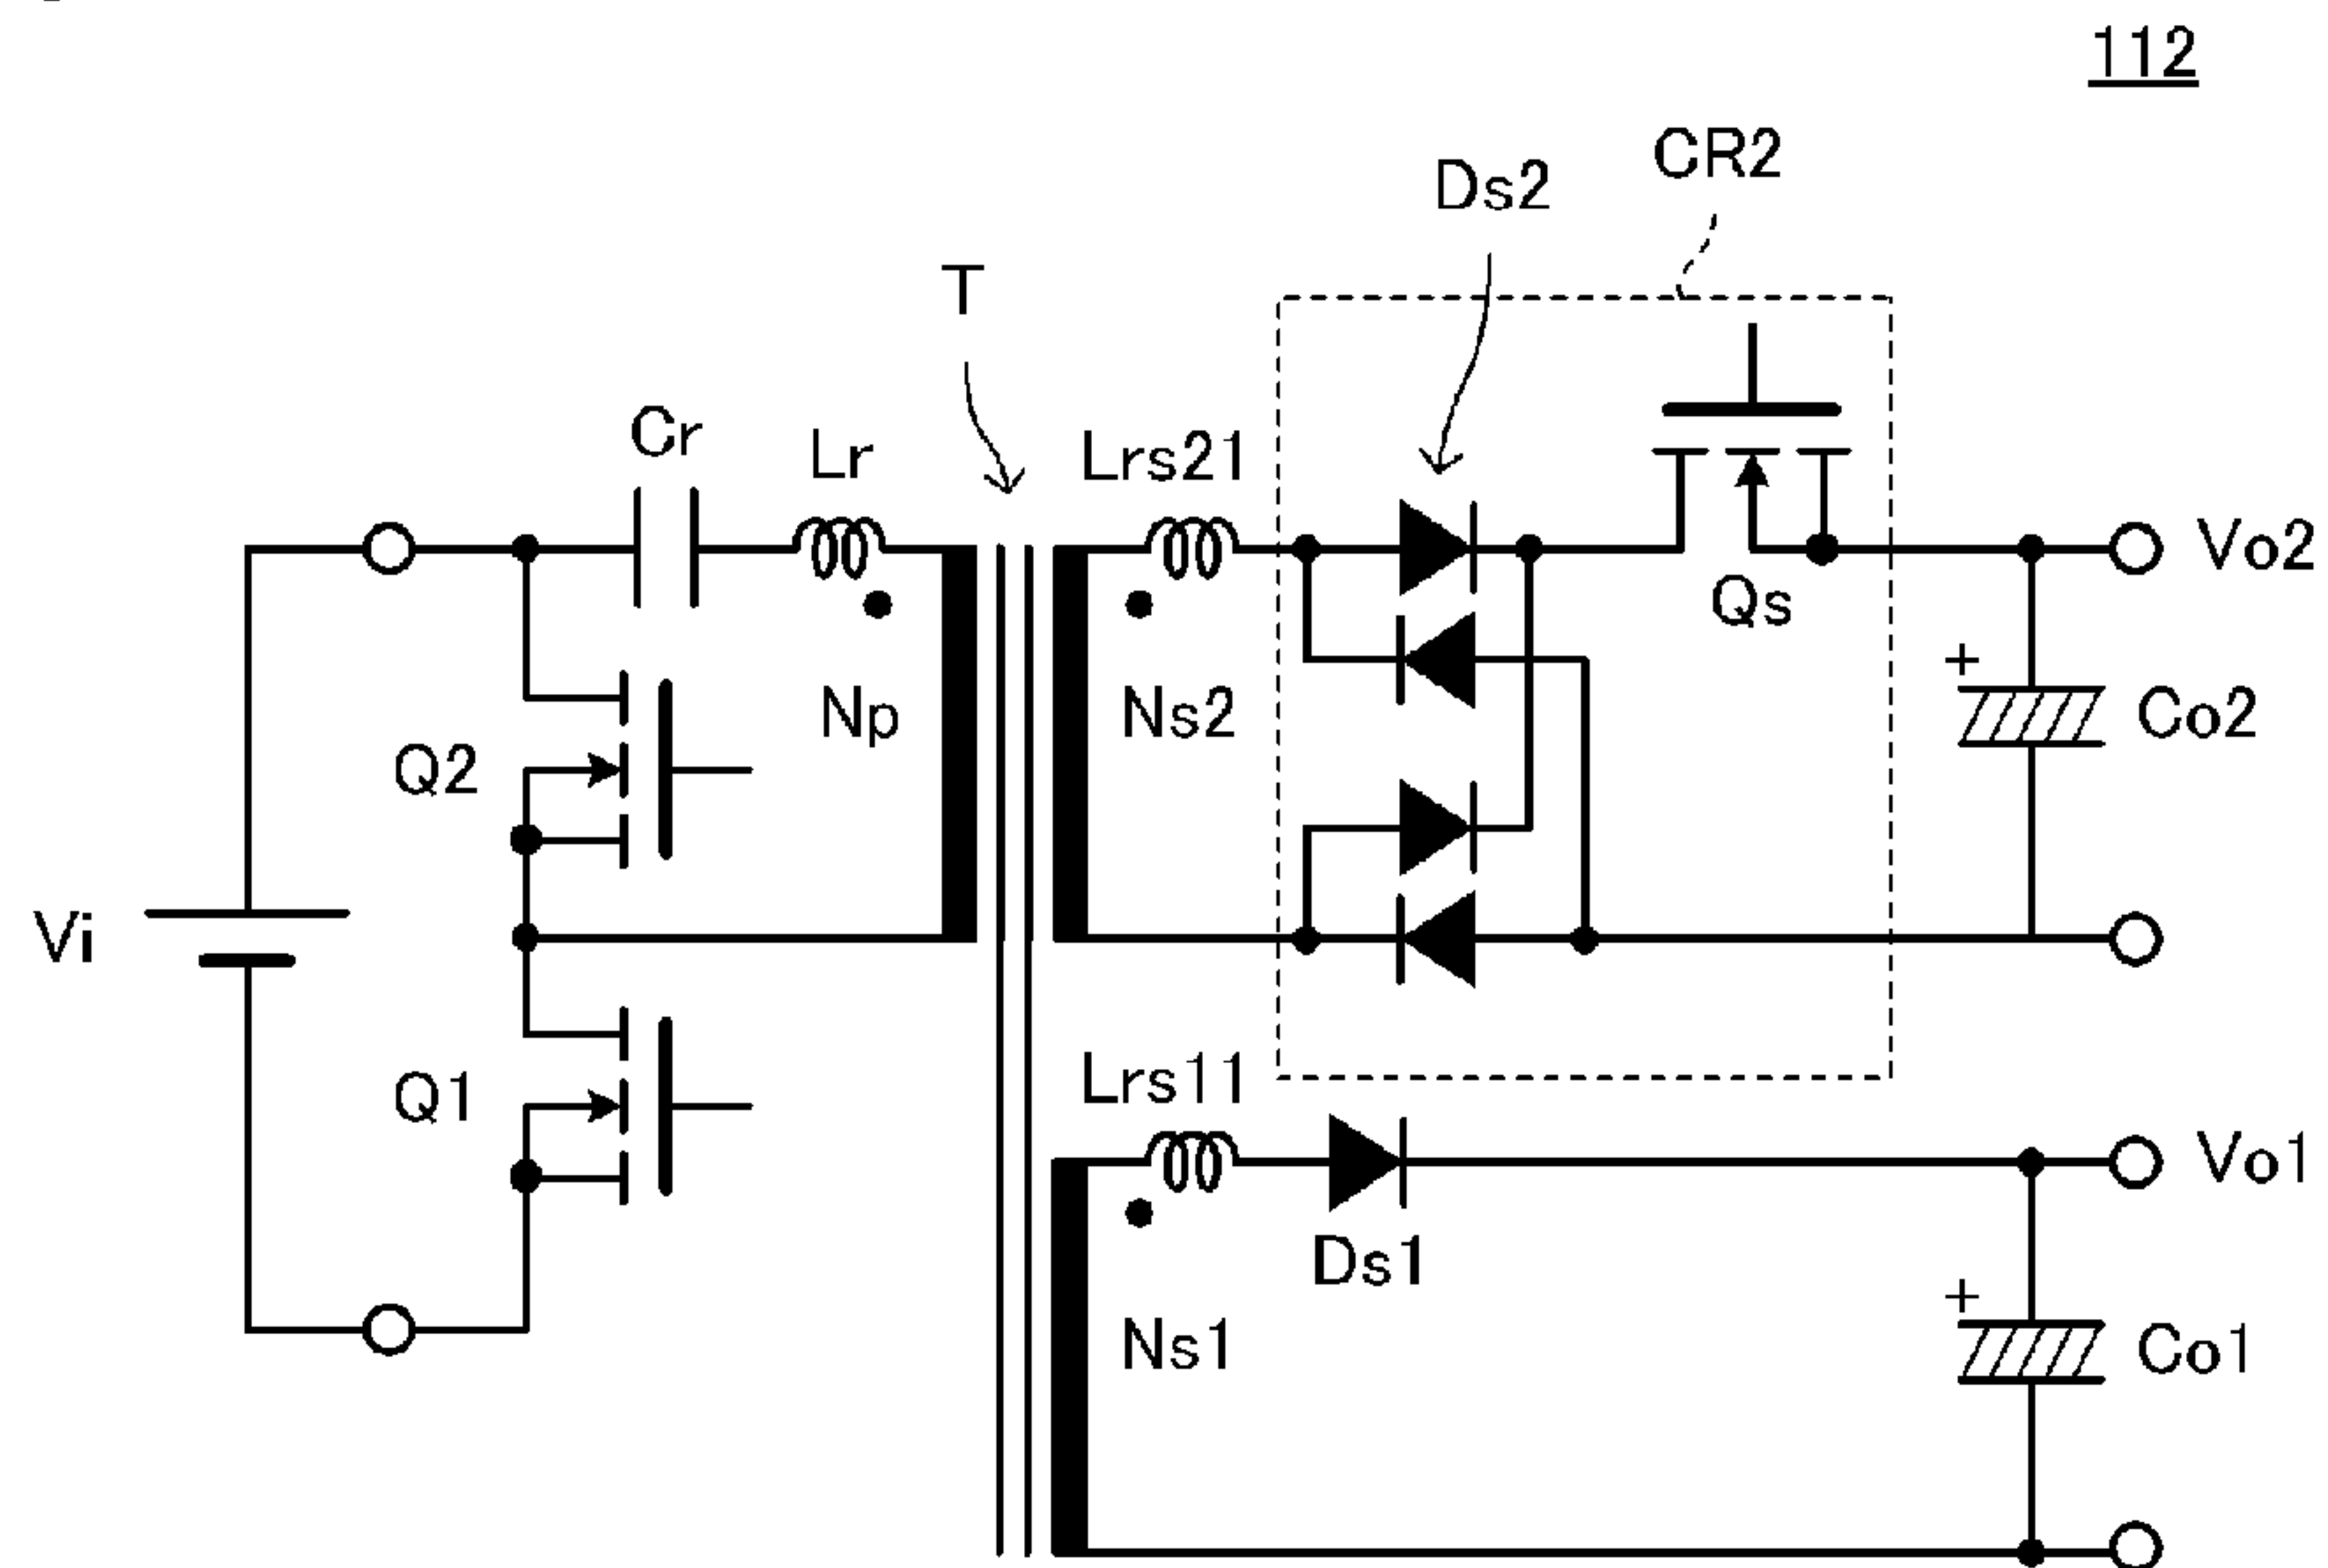 112
CR2
Ds2
T
Cr
Lr
Lrs21
Vo2
Qs
+
Np
Ns2
Co2
Q2
Vi
Lrs11
Q1
Vo1
Ds1
+
Ns1
Co1